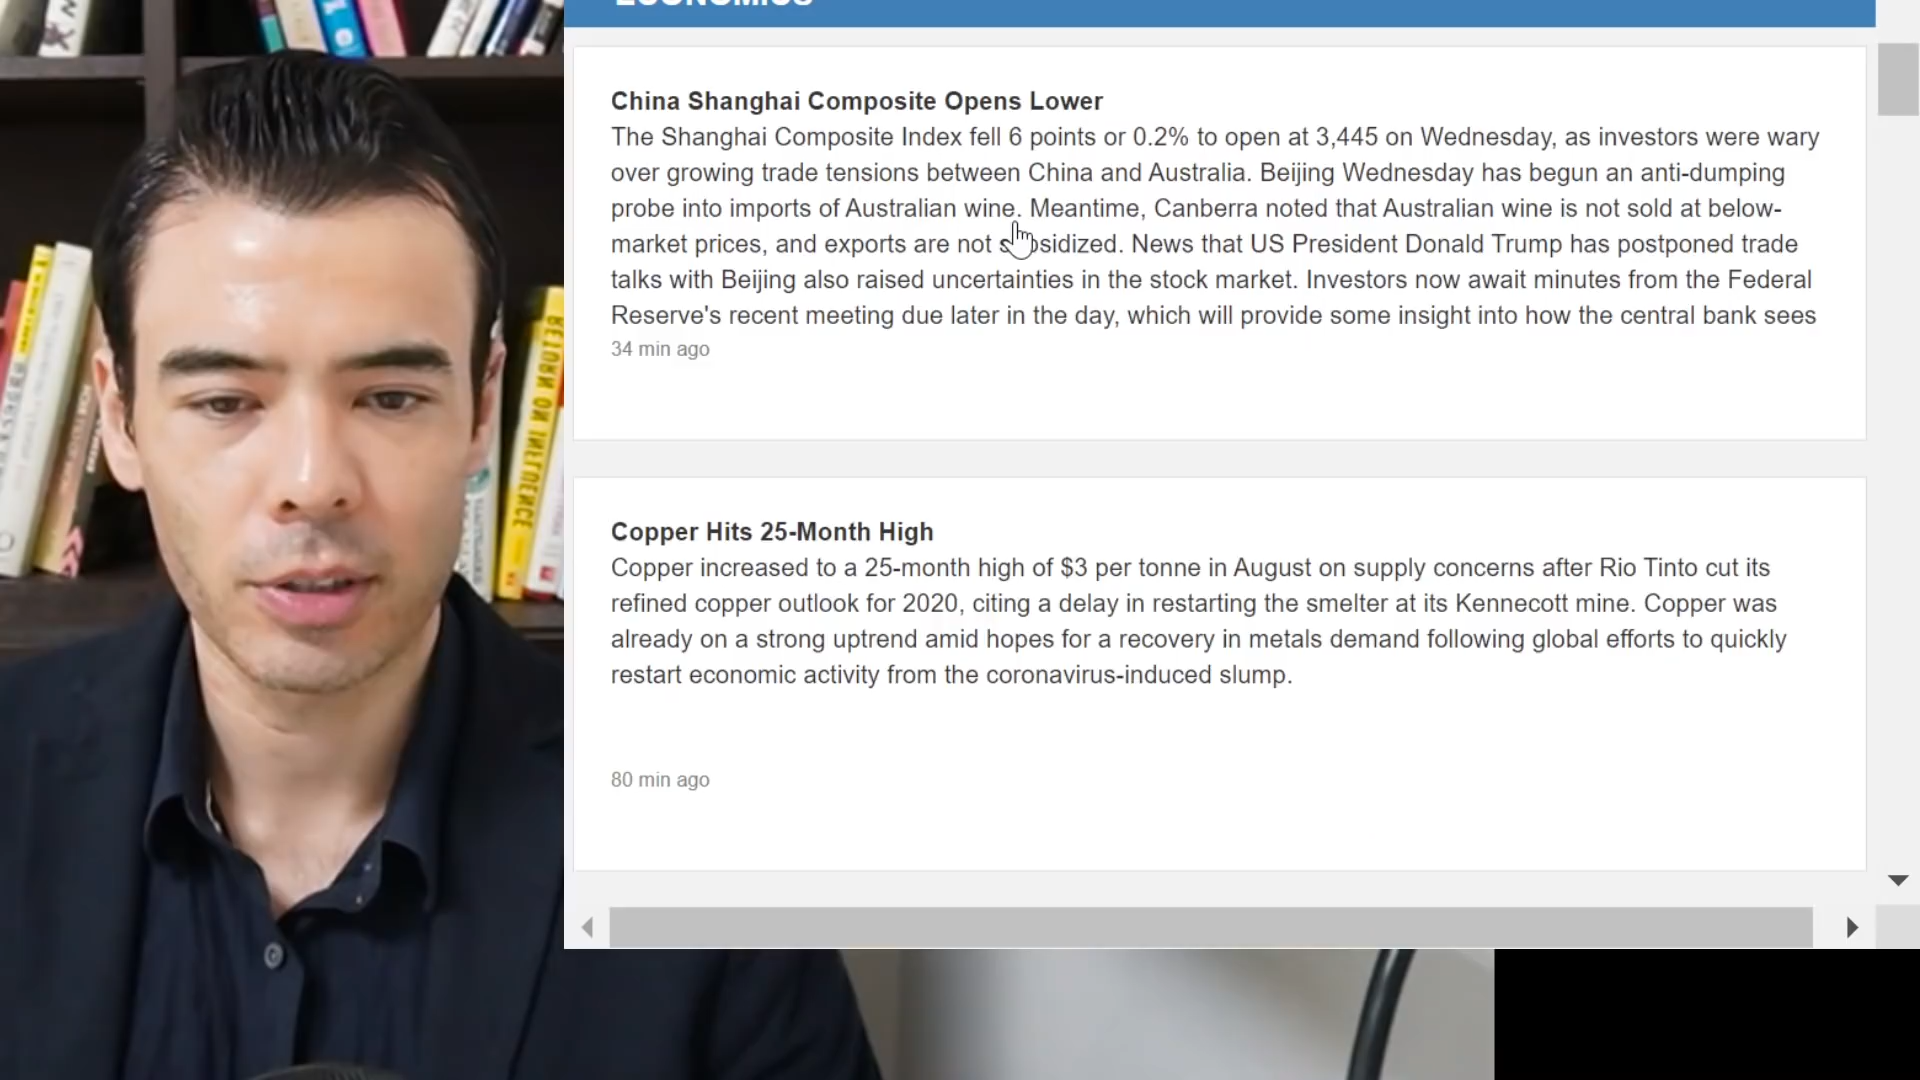 ECONOMICS
China Shanghai Composite Opens Lower
The Shanghai Composite Index fell 6 points or 0.2% to open at 3,445 on Wednesday, as investors were wary
over growing trade tensions between China and Australia. Beijing Wednesday has begun an anti-dumping
probe into imports of Australian wine. Meantime, Canberra noted that Australian wine is not sold at below-
market prices, and exports are not subsidized. News that US President Donald Trump has postponed trade
talks with Beijing also raised uncertainties in the stock market. Investors now await minutes from the Federal
Reserve's recent meeting due later in the day, which will provide some insight into how the central bank sees
34 min ago
Copper Hits 25-Month High
Copper increased to a 25-month high of $3 per tonne in August on supply concerns after Rio Tinto cut its
refined copper outlook for 2020, citing a delay in restarting the smelter at its Kennecott mine. Copper was
already on a strong uptrend amid hopes for a recovery in metals demand following global efforts to quickly
restart economic activity from the coronavirus-induced slump.
80 min ago
RETURN ON INFLUENCE